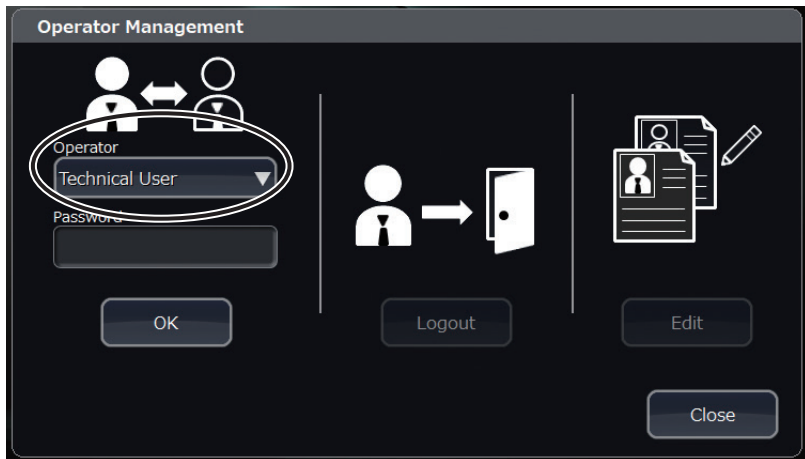 Operator Management
Operator
Technical User
Password
OK
Logout
Edit
Close